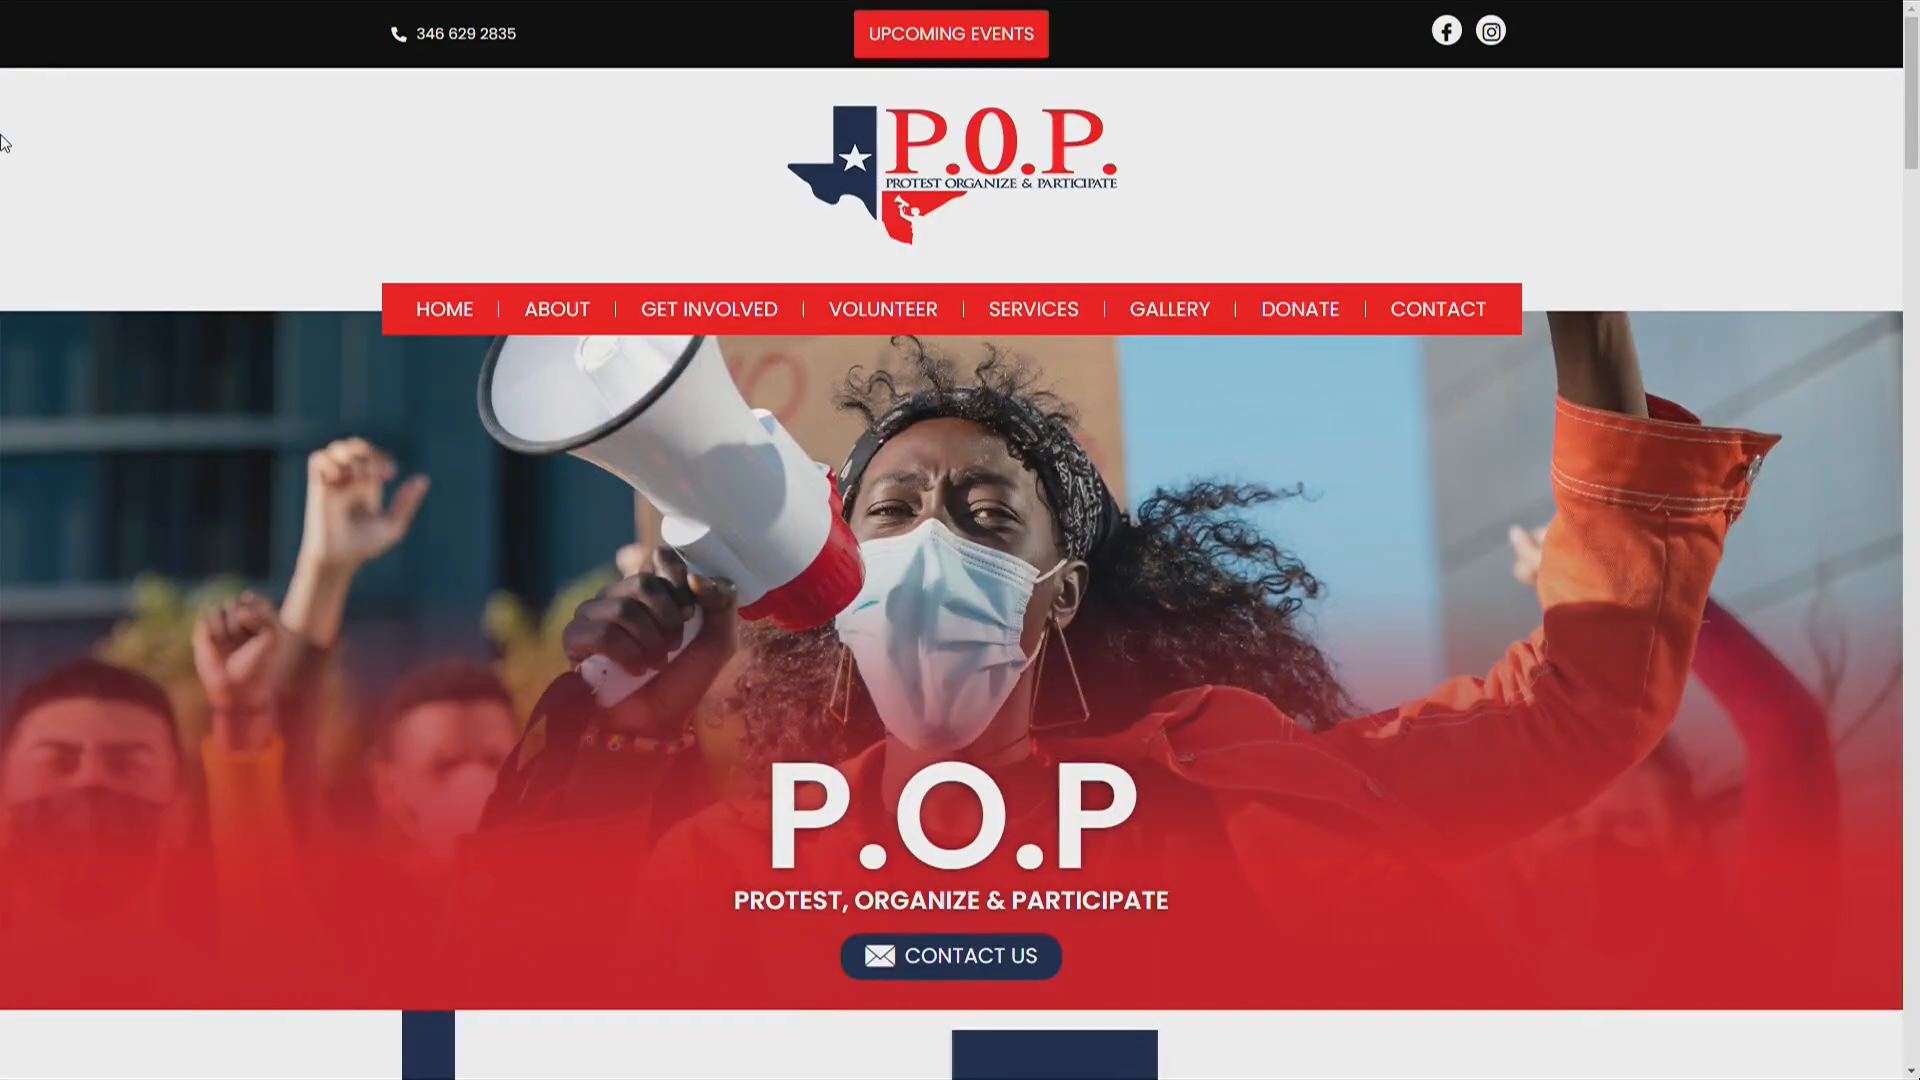 346 629 2835
UPCOMING EVENTS
P.O.P.
PROTEST ORGANIZE & PARTICIPATE
HOME
ABOUT
GET INVOLVED
VOLUNTEER
SERVICES
GALLERY
DONATE
CONTACT
P.O.P
PROTEST, ORGANIZE & PARTICIPATE
CONTACT US